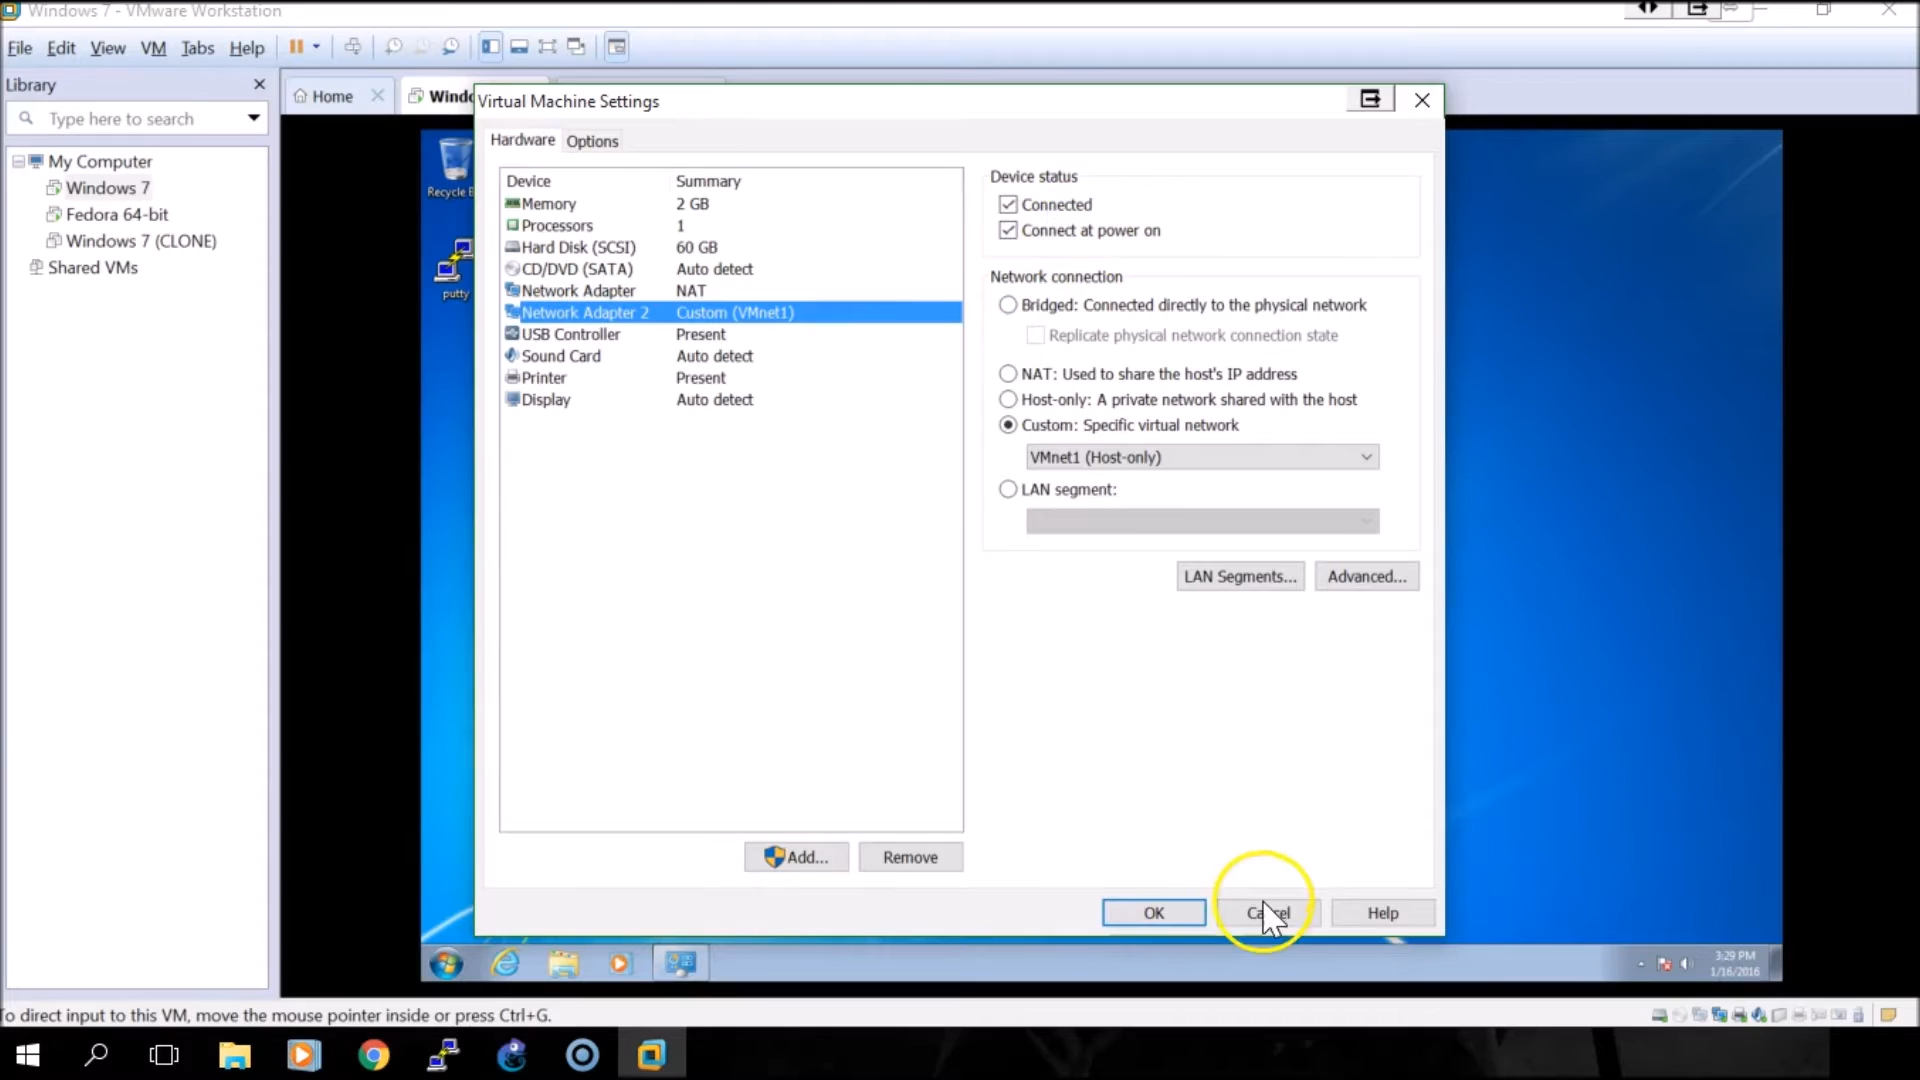 Windows 7 - VMware Workstation
File Edit View VM Tabs Help
Library
Type here to search
My Computer
Windows 7
Fedora 64-bit
Windows 7 (CLONE)
Shared VMs
Home
Windo
Recycle B
putty
Virtual Machine Settings
Hardware Options
Device Summary
Memory 2 GB
Processors 1
Hard Disk (SCSI) 60 GB
CD/DVD (SATA) Auto detect
Network Adapter NAT
Network Adapter 2 Custom (VMnet1)
USB Controller Present
Sound Card Auto detect
Printer Present
Display Auto detect
Add... Remove
Device status
Connected
Connect at power on
Network connection
Bridged: Connected directly to the physical network
Replicate physical network connection state
NAT: Used to share the host's IP address
Host-only: A private network shared with the host
Custom: Specific virtual network
VMnet1 (Host-only)
LAN segment:
LAN Segments... Advanced...
OK Cancel Help
3:29 PM
1/16/2016
To direct input to this VM, move the mouse pointer inside or press Ctrl+G.